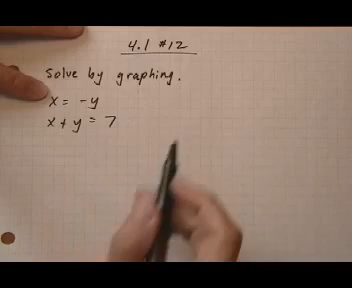 4.1 #12
Solve by graphing.
x = -y
x + y = 7